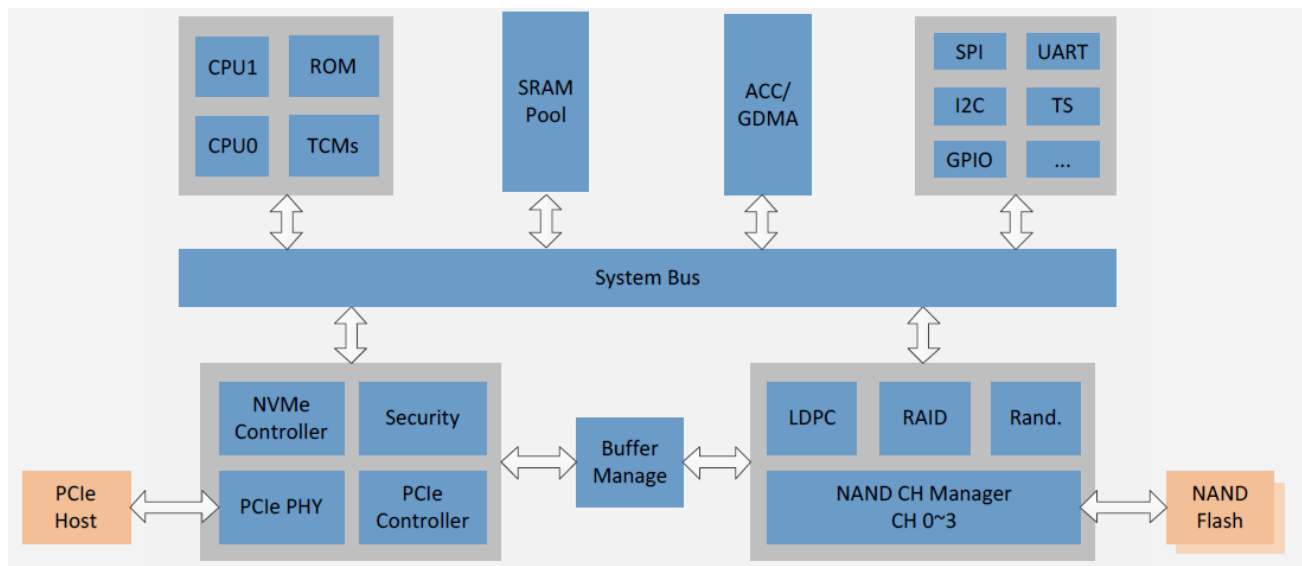 CPU1
ROM
CPU0
TCMs
SRAM
Pool
ACC/
GDMA
SPI
UART
I2C
TS
GPIO
...
System Bus
NVMe
Controller
Security
PCIe PHY
PCIe
Controller
Buffer
Manage
LDPC
RAID
Rand.
NAND CH Manager
CH 0~3
PCIe
Host
NAND
Flash